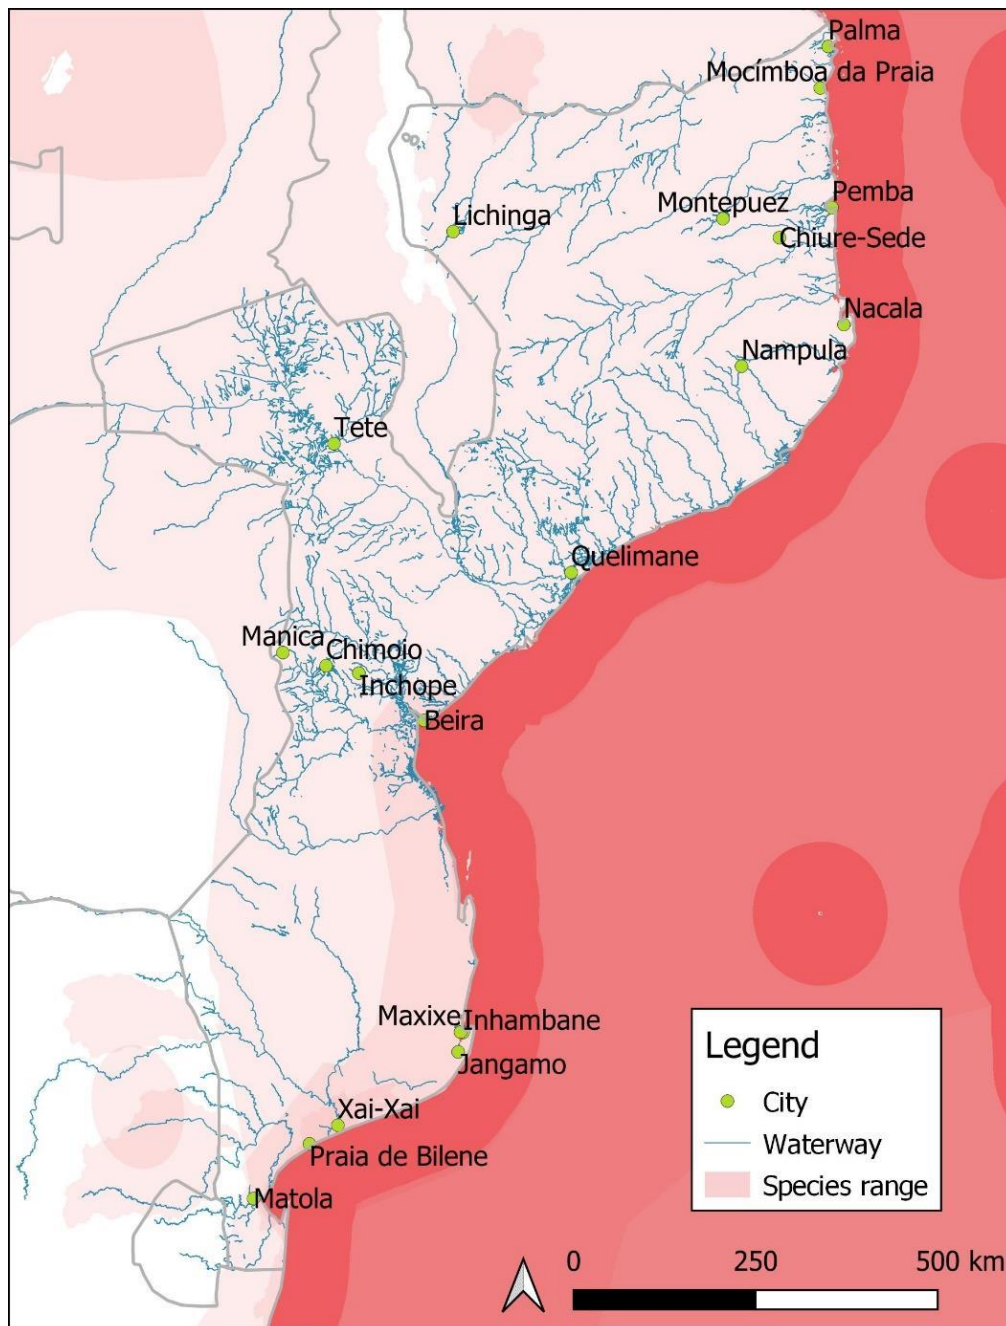 Palma
Mocímboa da Praia
Pemba
Montepuez
Lichinga
Chiure-Sede
Nacala
Nampula
Tete
Quelimane
Manica
Chimoio
Inchope
Beira
Maxixe
Inhambane
Jangamo
Xai-Xai
Praia de Bilene
Matola
Legend
City
Waterway
Species range
0 250 500 km